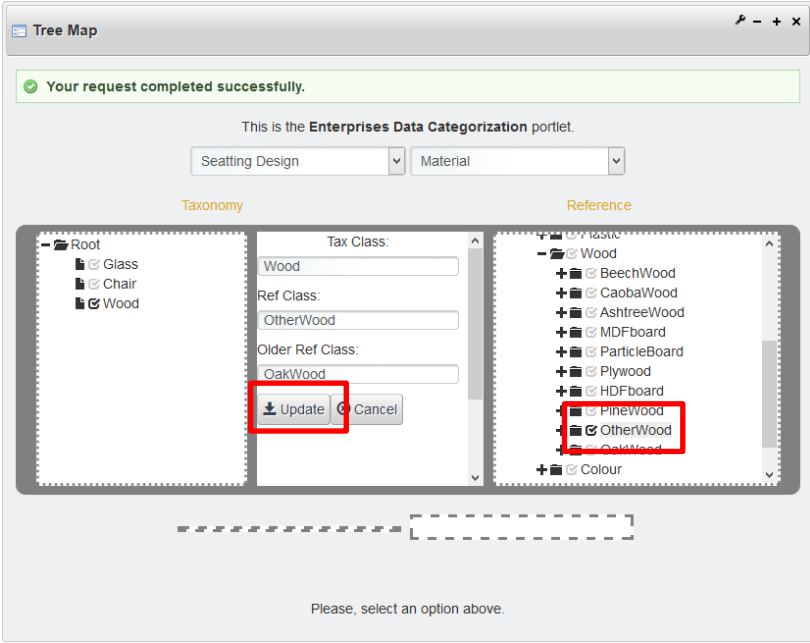 Tree Map
Your request completed successfully.
This is the Enterprises Data Categorization portlet.
Seatting Design
Material
Taxonomy
Reference
Root
Glass
Chair
Wood
Tax Class:
Wood
Ref Class:
OtherWood
Older Ref Class:
OakWood
Update
Cancel
Plastic
Wood
BeechWood
CaobaWood
AshtreeWood
MDFboard
ParticleBoard
Plywood
HDFboard
PineWood
OtherWood
OakWood
Colour
Please, select an option above.